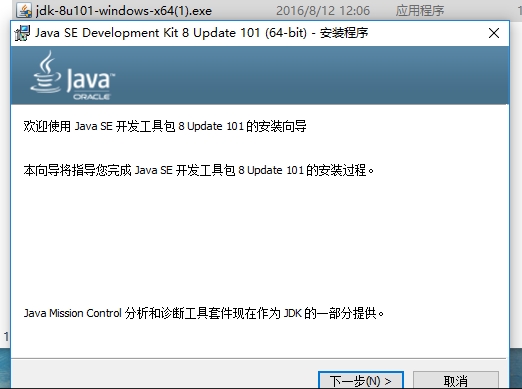 jdk-8u101-windows-x64(1).exe 2016/8/12 12:06 应用程序
Java SE Development Kit 8 Update 101 (64-bit) - 安装程序
Java™
ORACLE
欢迎使用 Java SE 开发工具包 8 Update 101 的安装向导
本向导将指导您完成 Java SE 开发工具包 8 Update 101 的安装过程。
Java Mission Control 分析和诊断工具套件现在作为 JDK 的一部分提供。
下一步(N) > 取消